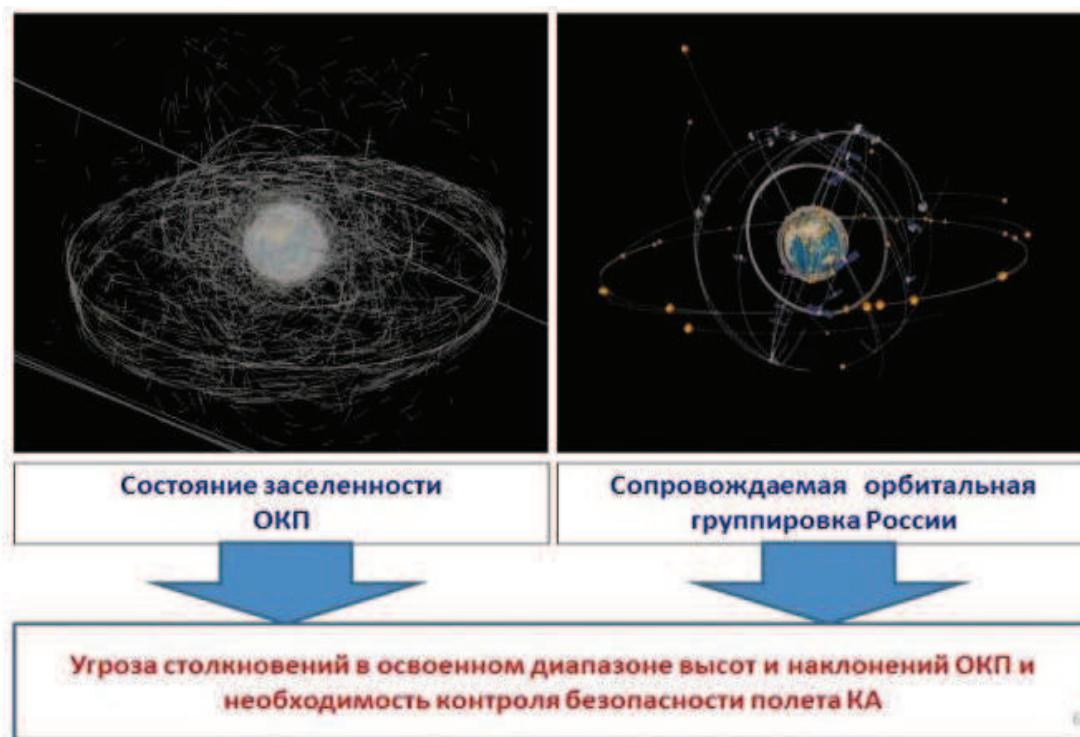 Состояние заселенности
ОКП
Сопровождаемая орбитальная
группировка России
Угроза столкновений в освоенном диапазоне высот и наклонений ОКП и
необходимость контроля безопасности полета КА